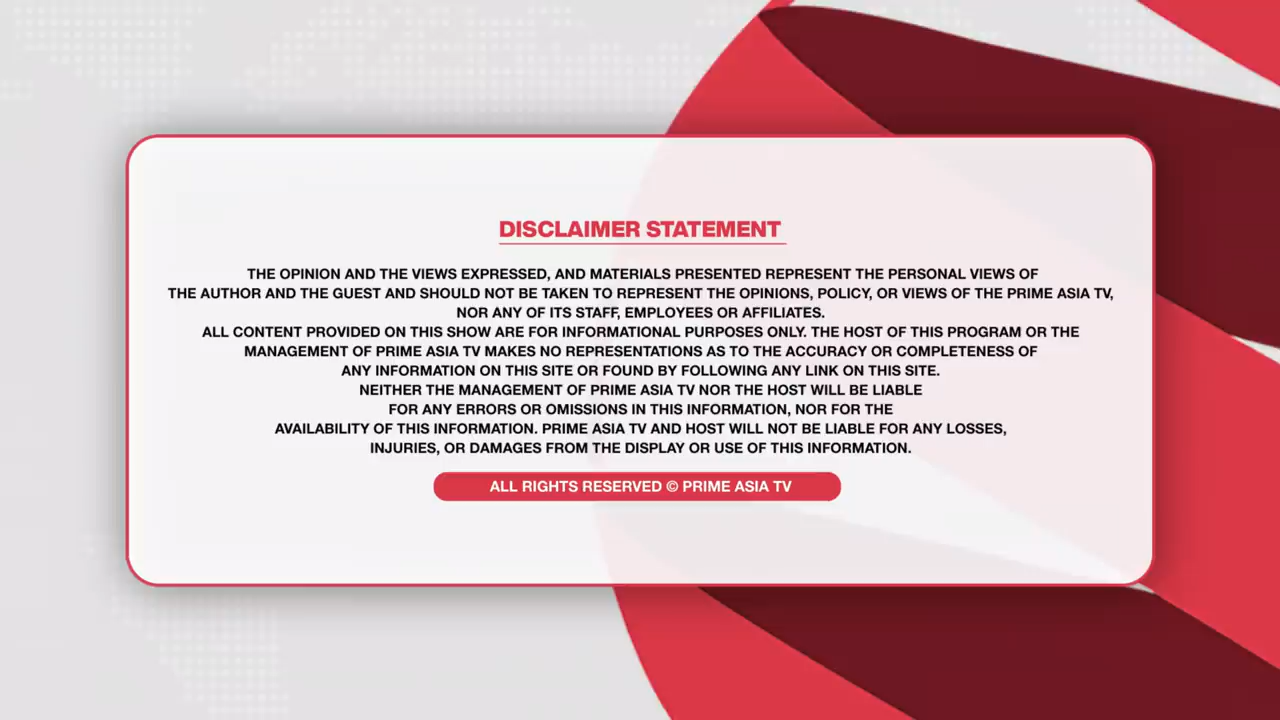 DISCLAIMER STATEMENT
THE OPINION AND THE VIEWS EXPRESSED, AND MATERIALS PRESENTED REPRESENT THE PERSONAL VIEWS OF
THE AUTHOR AND THE GUEST AND SHOULD NOT BE TAKEN TO REPRESENT THE OPINIONS, POLICY, OR VIEWS OF THE PRIME ASIA TV,
NOR ANY OF ITS STAFF, EMPLOYEES OR AFFILIATES.
ALL CONTENT PROVIDED ON THIS SHOW ARE FOR INFORMATIONAL PURPOSES ONLY. THE HOST OF THIS PROGRAM OR THE
MANAGEMENT OF PRIME ASIA TV MAKES NO REPRESENTATIONS AS TO THE ACCURACY OR COMPLETENESS OF
ANY INFORMATION ON THIS SITE OR FOUND BY FOLLOWING ANY LINK ON THIS SITE.
NEITHER THE MANAGEMENT OF PRIME ASIA TV NOR THE HOST WILL BE LIABLE
FOR ANY ERRORS OR OMISSIONS IN THIS INFORMATION, NOR FOR THE
AVAILABILITY OF THIS INFORMATION. PRIME ASIA TV AND HOST WILL NOT BE LIABLE FOR ANY LOSSES,
INJURIES, OR DAMAGES FROM THE DISPLAY OR USE OF THIS INFORMATION.
ALL RIGHTS RESERVED © PRIME ASIA TV